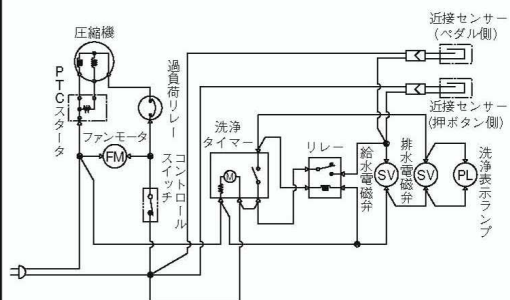 圧縮機
PTCスタータ
過負荷リレー
ファンモータ
FM
コントロールスイッチ
洗浄
タイマー
M
リレー
給水電磁弁
SV
排水電磁弁
SV
PL
洗浄表示ランプ
近接センサー
(ペダル側)
近接センサー
(押ボタン側)